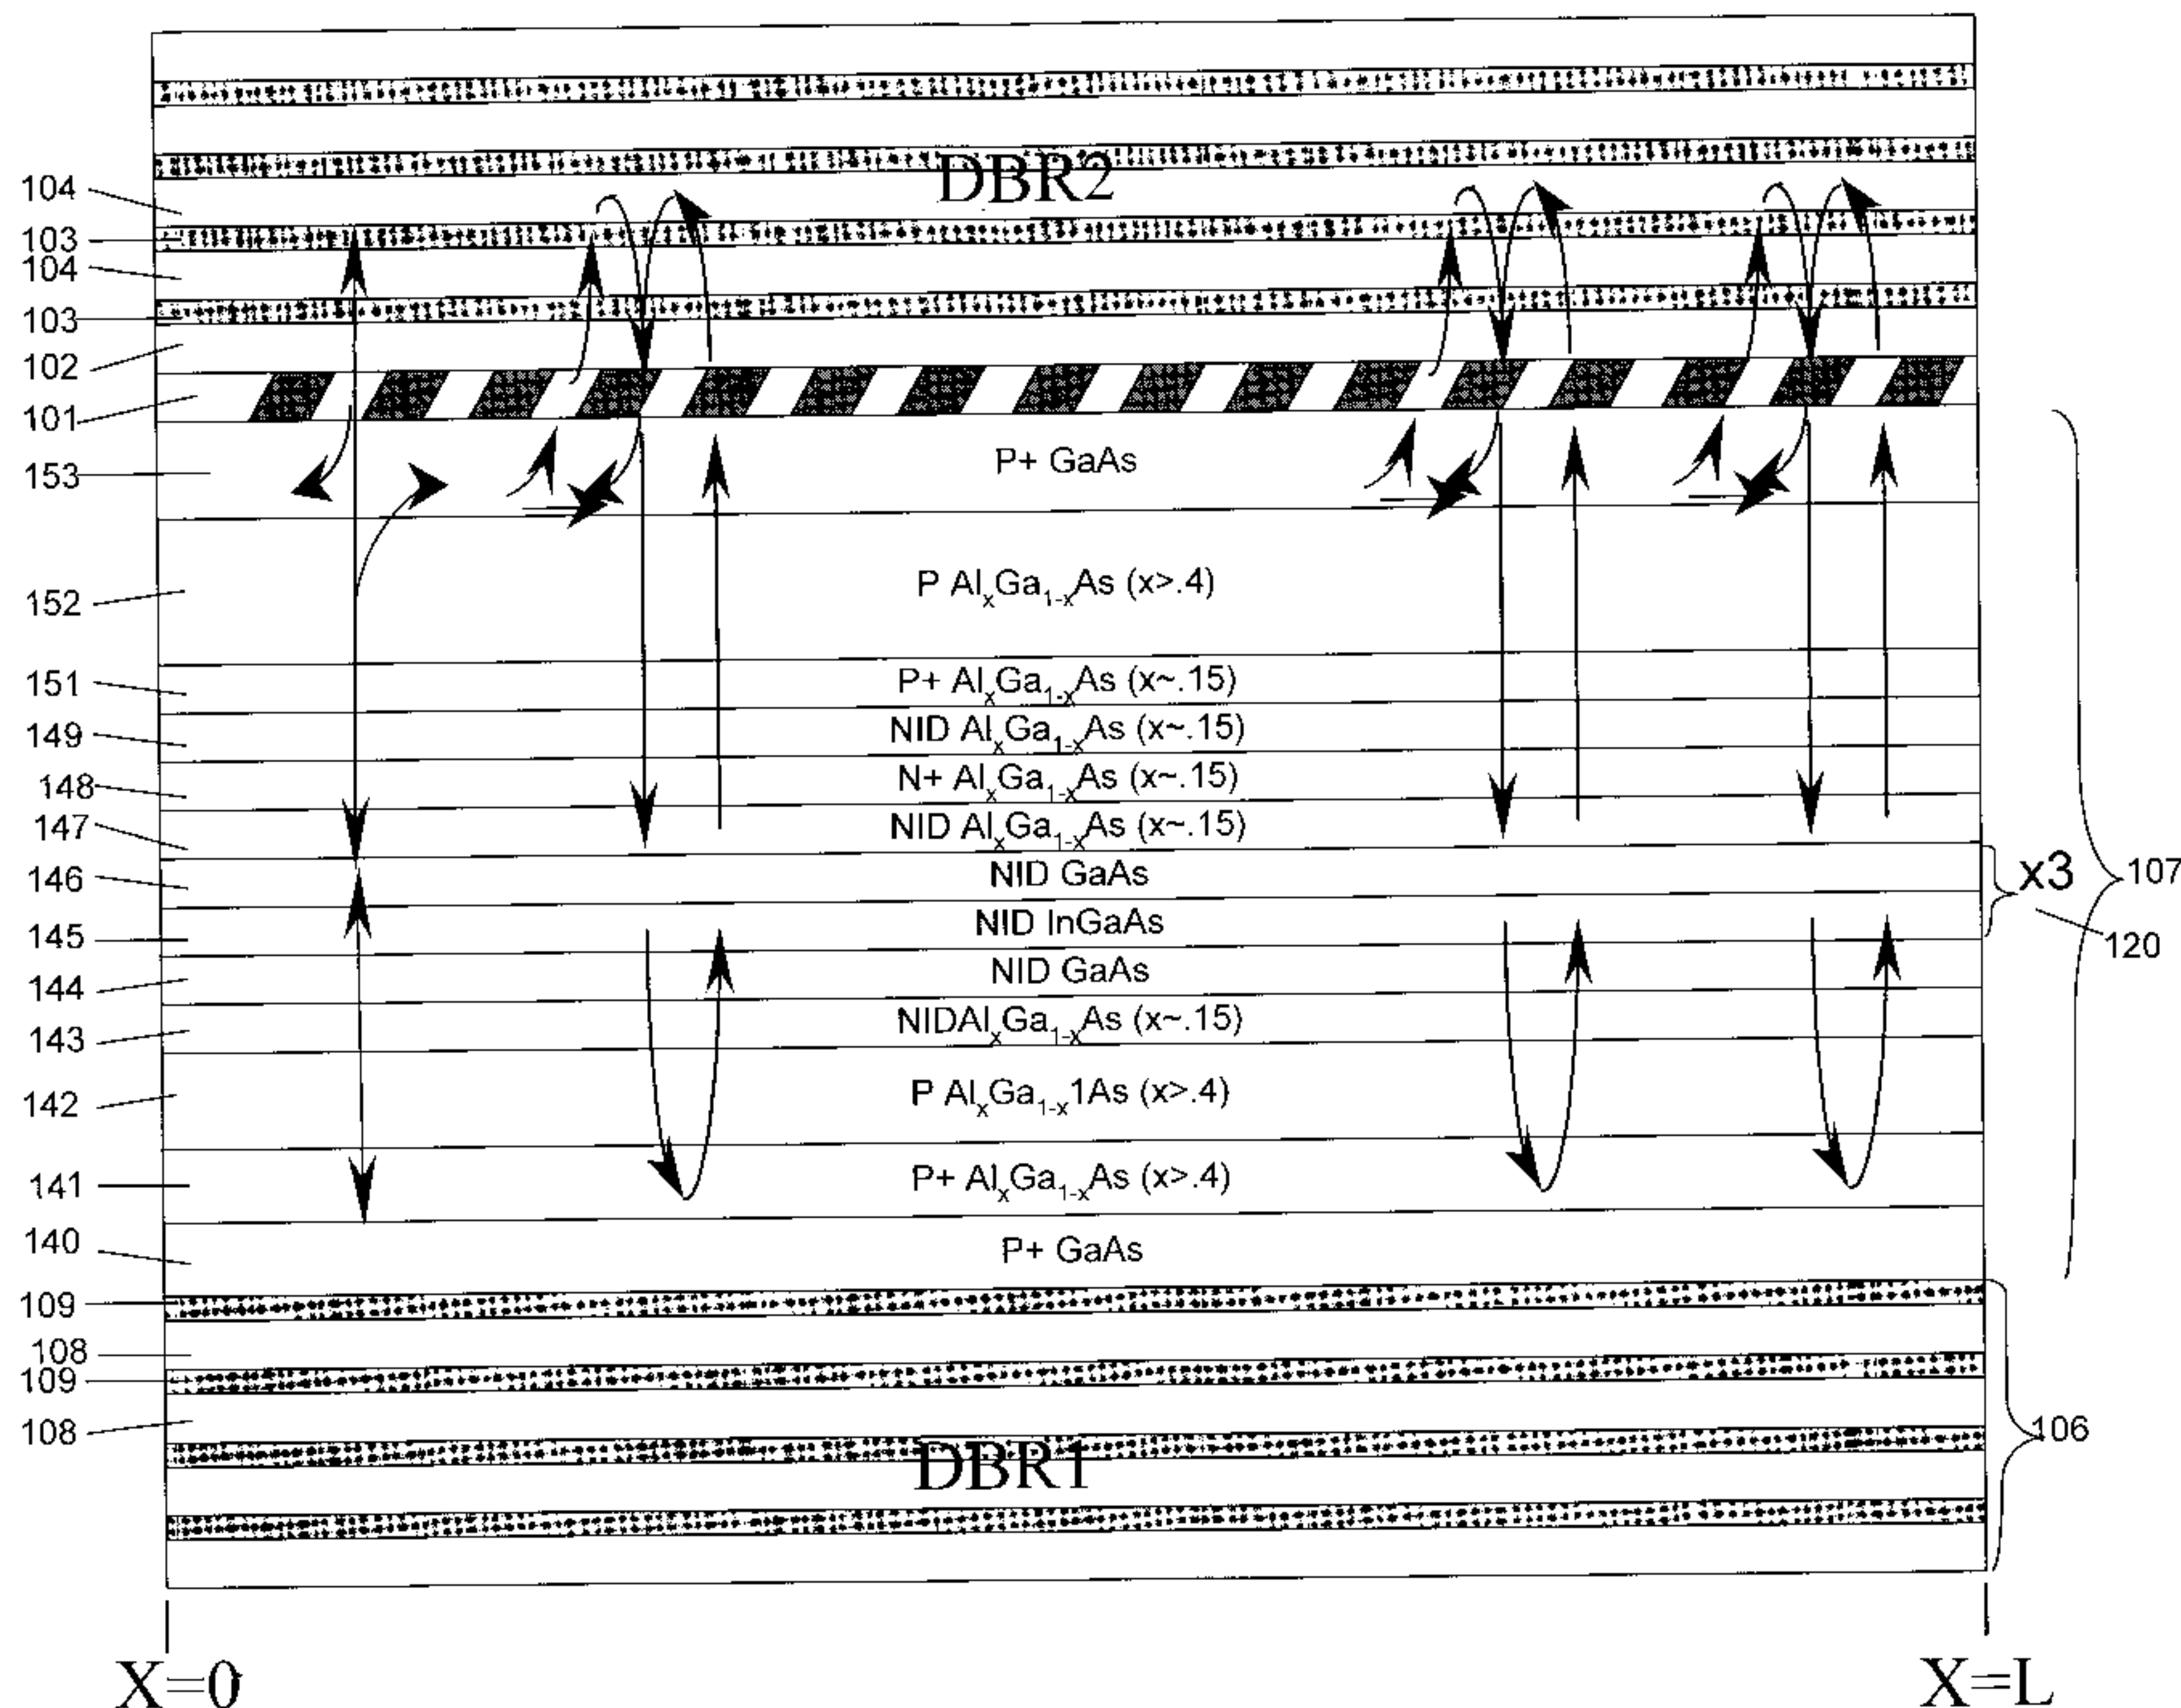 DBR2
104
103
104
103
102
101
153
P+ GaAs
152
P AlxGa1-xAs (x>.4)
151
P+ AlxGa1-xAs (x~.15)
149
NID AlxGa1-xAs (x~.15)
148
N+ AlxGa1-xAs (x~.15)
147
NID AlxGa1-xAs (x~.15)
146
NID GaAs
x3
107
145
NID InGaAs
120
144
NID GaAs
143
NIDAlxGa1-xAs (x~.15)
142
P AlxGa1-x1As (x>.4)
141
P+ AlxGa1-xAs (x>.4)
140
P+ GaAs
109
108
109
108
106
DBR1
X=0
X=L